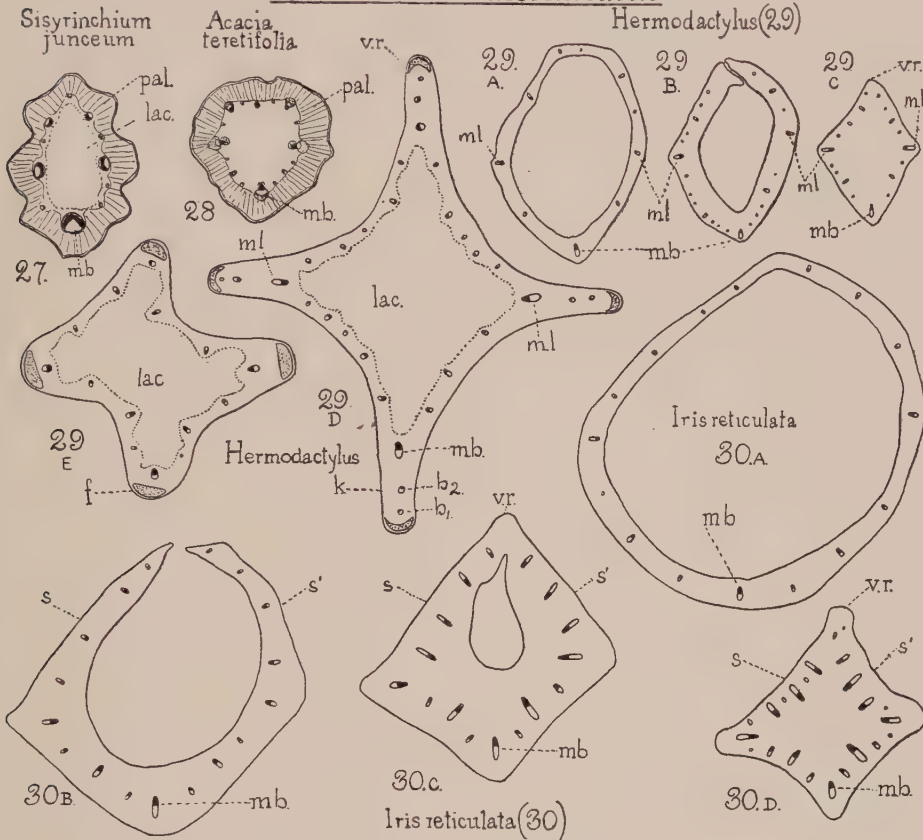 Sisyrinchium
junceum
Acacia
teretifolia
Hermodactylus (29)
pal.
lac.
27.
mb
pal.
28
mb.
v.r.
ml
lac.
ml
29
D
mb.
k
b2.
b1.
29.
A.
ml
29
B.
ml
mb
29
C
v.r.
ml
ml
mb
lac
29
E
f
Hermodactylus
Iris reticulata
30.A.
mb
s
s'
30B.
mb.
v.r.
s
s'
30.C.
mb
v.r.
s
s'
30.D.
mb.
Iris reticulata (30)